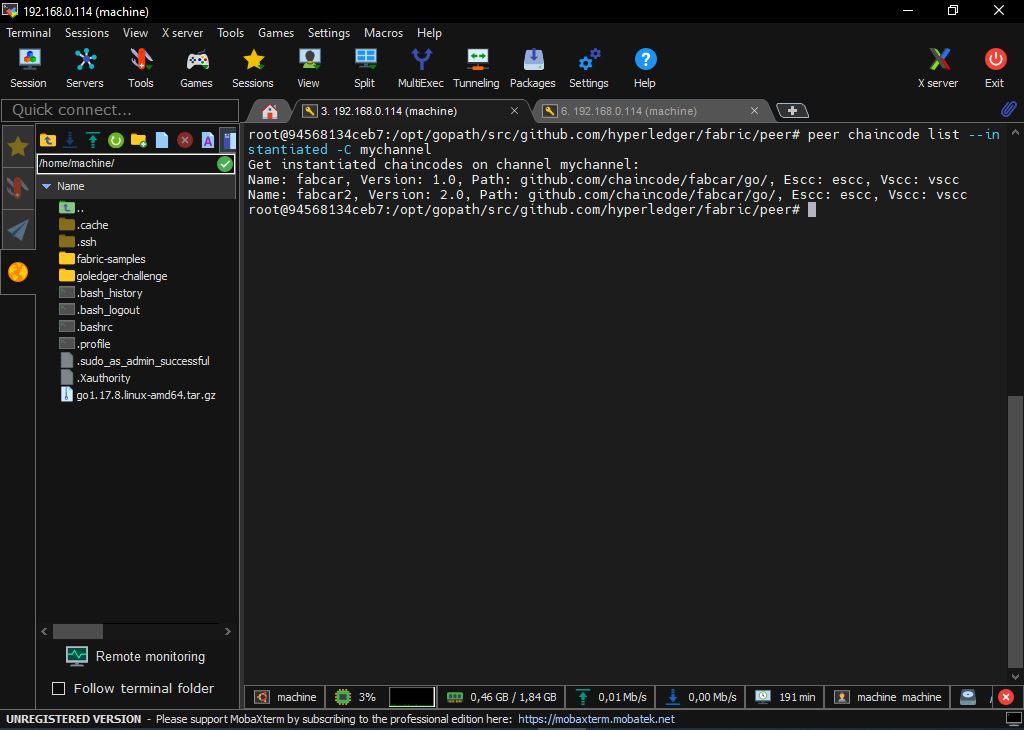 192.168.0.114 (machine)
Terminal Sessions View X server Tools Games Settings Macros Help
Session Servers Tools Games Sessions View Split MultiExec Tunneling Packages Settings Help X server Exit
Quick connect...
3. 192.168.0.114 (machine)
6. 192.168.0.114 (machine)
/home/machine/
Name
..
.cache
.ssh
fabric-samples
goledger-challenge
.bash_history
.bash_logout
.bashrc
.profile
.sudo_as_admin_successful
.Xauthority
go1.17.8.linux-amd64.tar.gz
Remote monitoring
Follow terminal folder
root@94568134ceb7:/opt/gopath/src/github.com/hyperledger/fabric/peer# peer chaincode list --in
stantiated -C mychannel
Get instantiated chaincodes on channel mychannel:
Name: fabcar, Version: 1.0, Path: github.com/chaincode/fabcar/go/, Escc: escc, Vscc: vscc
Name: fabcar2, Version: 2.0, Path: github.com/chaincode/fabcar/go/, Escc: escc, Vscc: vscc
root@94568134ceb7:/opt/gopath/src/github.com/hyperledger/fabric/peer#
machine 3% 0,46 GB / 1,84 GB 0,01 Mb/s 0,00 Mb/s 191 min machine machine /
UNREGISTERED VERSION - Please support MobaXterm by subscribing to the professional edition here: https://mobaxterm.mobatek.net